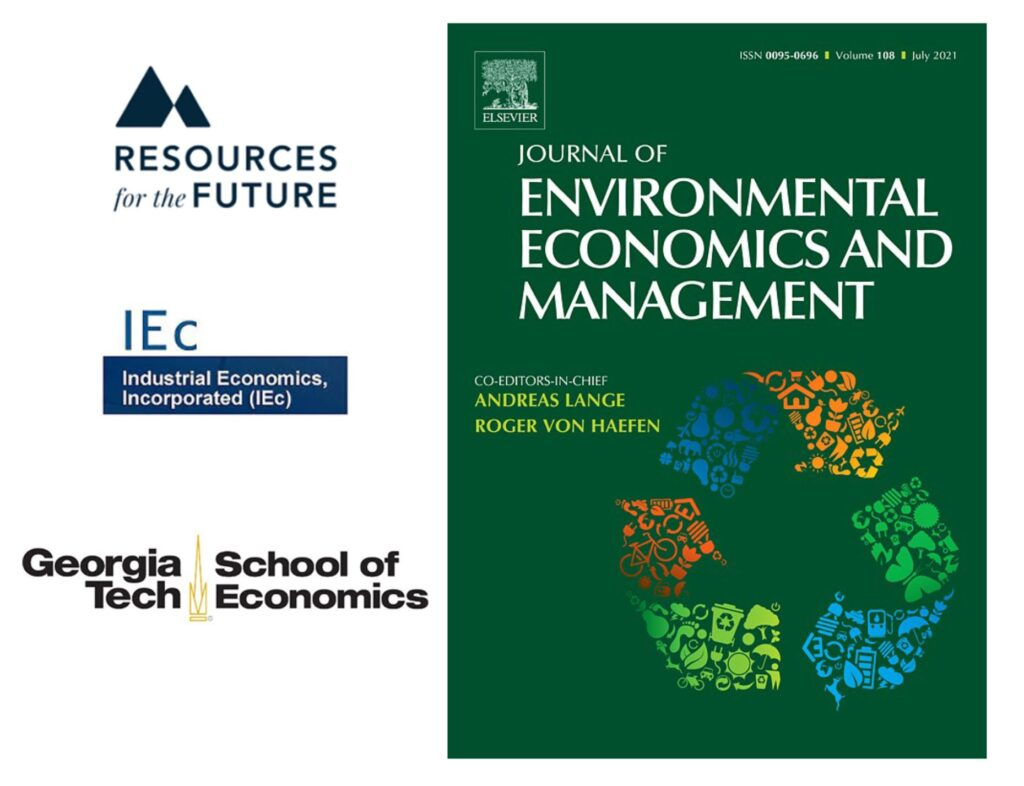 RESOURCES
for the FUTURE
IEc
Industrial Economics,
Incorporated (IEc)
Georgia
Tech
School of
Economics
ISSN 0095-0696 Volume 108 July 2021
ELSEVIER
JOURNAL OF
ENVIRONMENTAL
ECONOMICS AND
MANAGEMENT
CO-EDITORS-IN-CHIEF
ANDREAS LANGE
ROGER VON HAEFEN